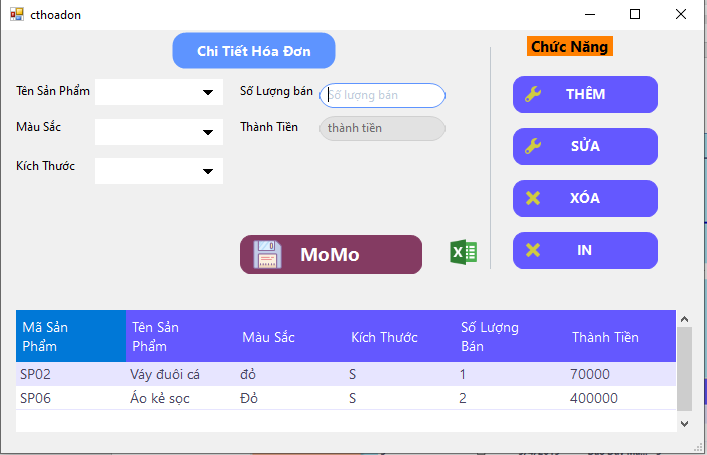 cthoadon
Chi Tiết Hóa Đơn
Chức Năng
Tên Sản Phẩm
Số Lượng bán
Số lượng bán
THÊM
Màu Sắc
Thành Tiền
thành tiền
SỬA
Kích Thước
XÓA
MoMo
IN
Mã Sản Phẩm
Tên Sản Phẩm
Màu Sắc
Kích Thước
Số Lượng Bán
Thành Tiền
SP02 Váy đuôi cá đỏ S 1 70000
SP06 Áo kẻ sọc Đỏ S 2 400000